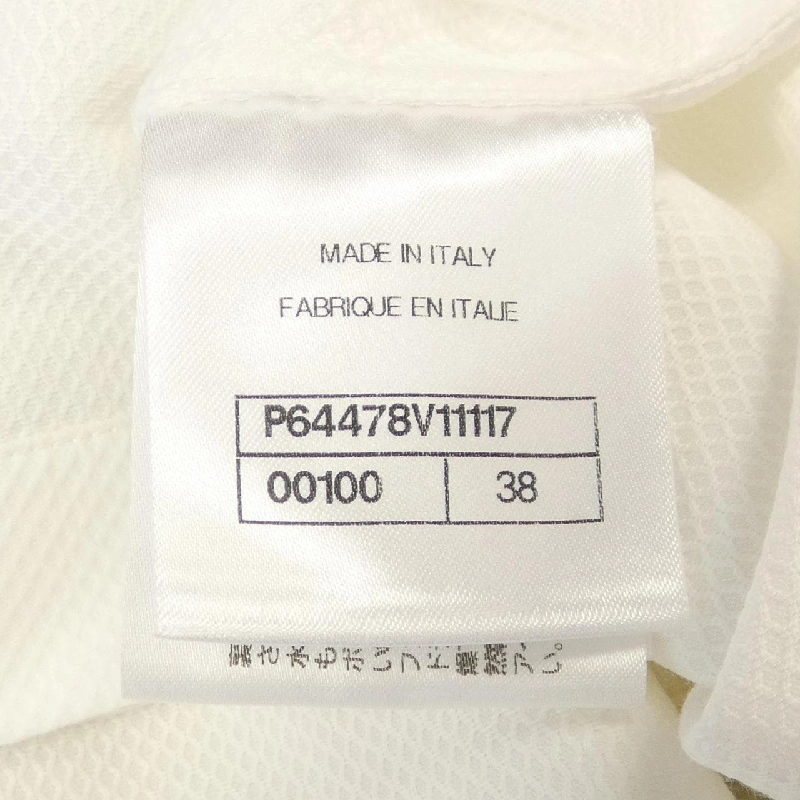 MADE IN ITALY
FABRIQUE EN ITALIE
P64478V11117
00100 38